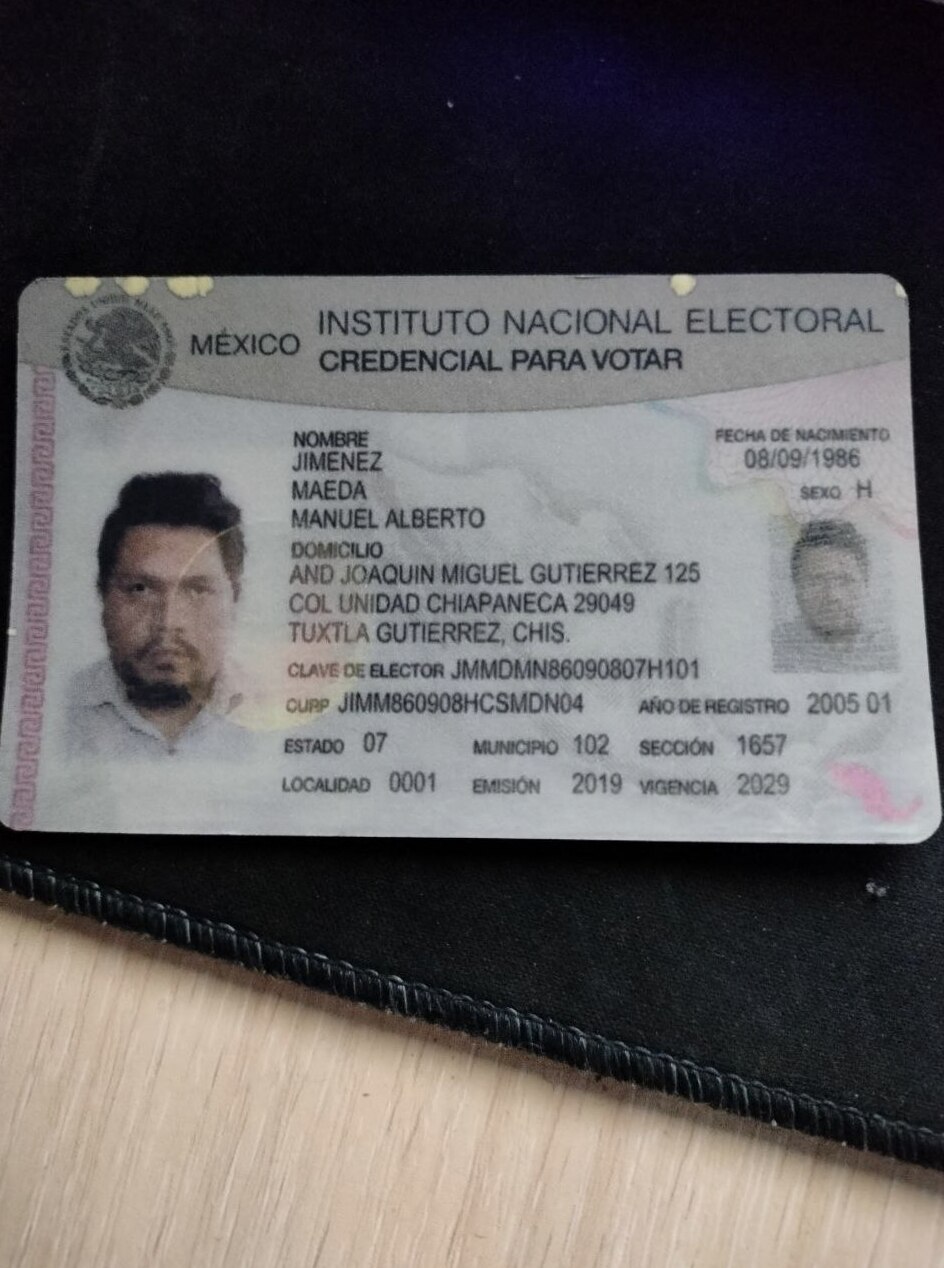 MÉXICO
INSTITUTO NACIONAL ELECTORAL
CREDENCIAL PARA VOTAR
NOMBRE
JIMENEZ
MAEDA
MANUEL ALBERTO
FECHA DE NACIMIENTO
08/09/1986
SEXO H
DOMICILIO
AND JOAQUIN MIGUEL GUTIERREZ 125
COL UNIDAD CHIAPANECA 29049
TUXTLA GUTIERREZ, CHIS.
CLAVE DE ELECTOR JMMDMN86090807H101
CURP JIMM860908HCSMDN04 AÑO DE REGISTRO 2005 01
ESTADO 07 MUNICIPIO 102 SECCIÓN 1657
LOCALIDAD 0001 EMISIÓN 2019 VIGENCIA 2029